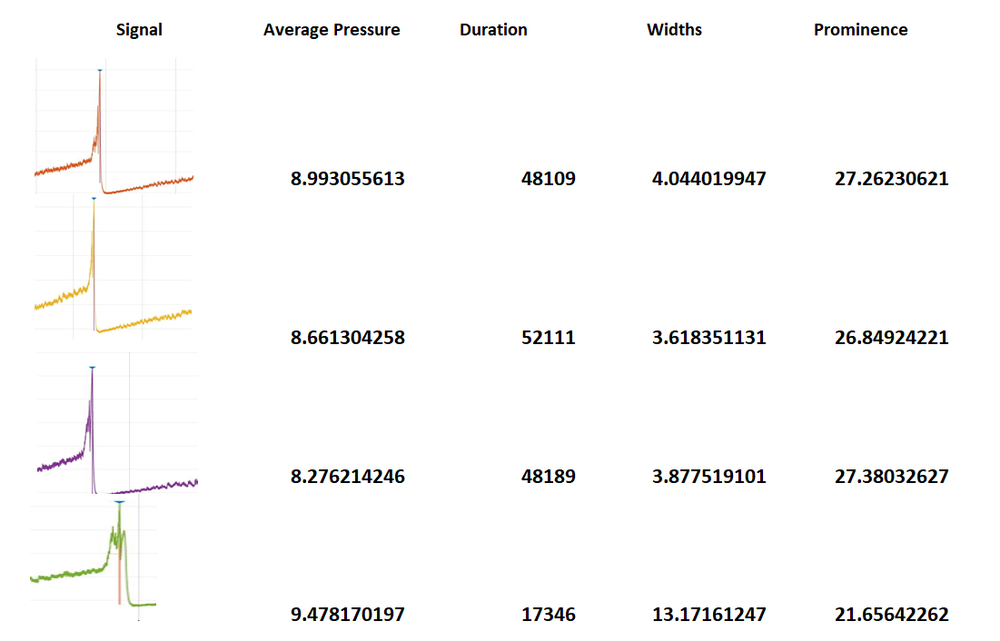 Signal Average Pressure Duration Widths Prominence
8.993055613 48109 4.044019947 27.26230621
8.661304258 52111 3.618351131 26.84924221
8.276214246 48189 3.877519101 27.38032627
9.478170197 17346 13.17161247 21.65642262